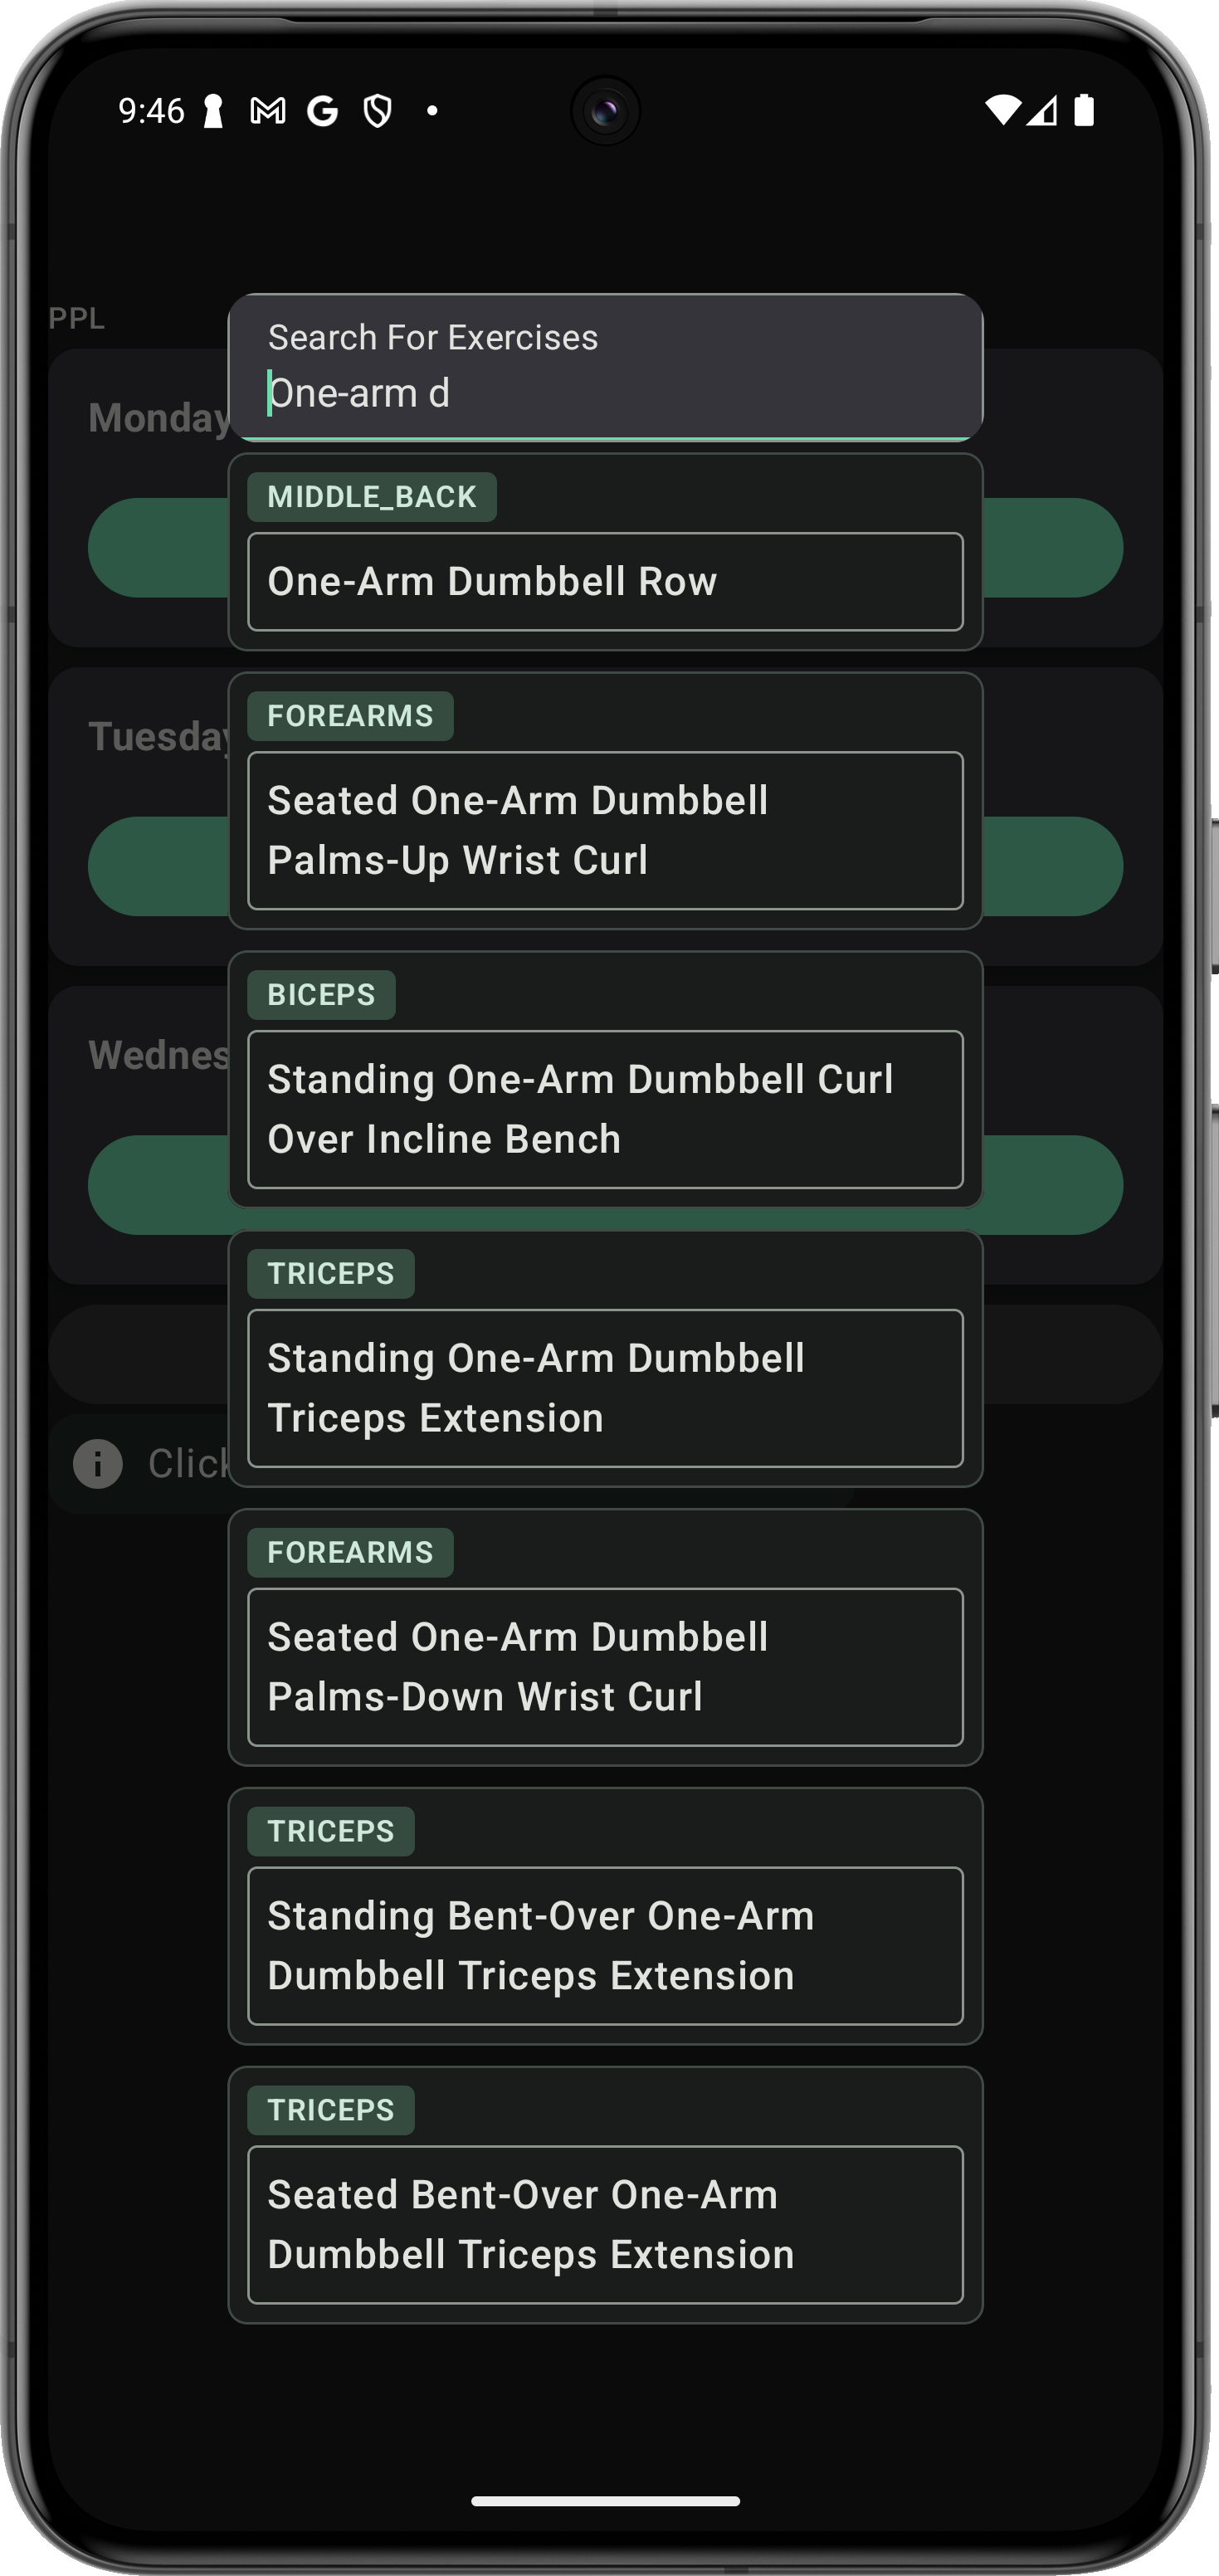 9:46
PPL
Search For Exercises
One-arm d
Monday
MIDDLE_BACK
One-Arm Dumbbell Row
FOREARMS
Tuesday
Seated One-Arm Dumbbell
Palms-Up Wrist Curl
BICEPS
Wednes
Standing One-Arm Dumbbell Curl
Over Incline Bench
TRICEPS
Standing One-Arm Dumbbell
Triceps Extension
Click
FOREARMS
Seated One-Arm Dumbbell
Palms-Down Wrist Curl
TRICEPS
Standing Bent-Over One-Arm
Dumbbell Triceps Extension
TRICEPS
Seated Bent-Over One-Arm
Dumbbell Triceps Extension